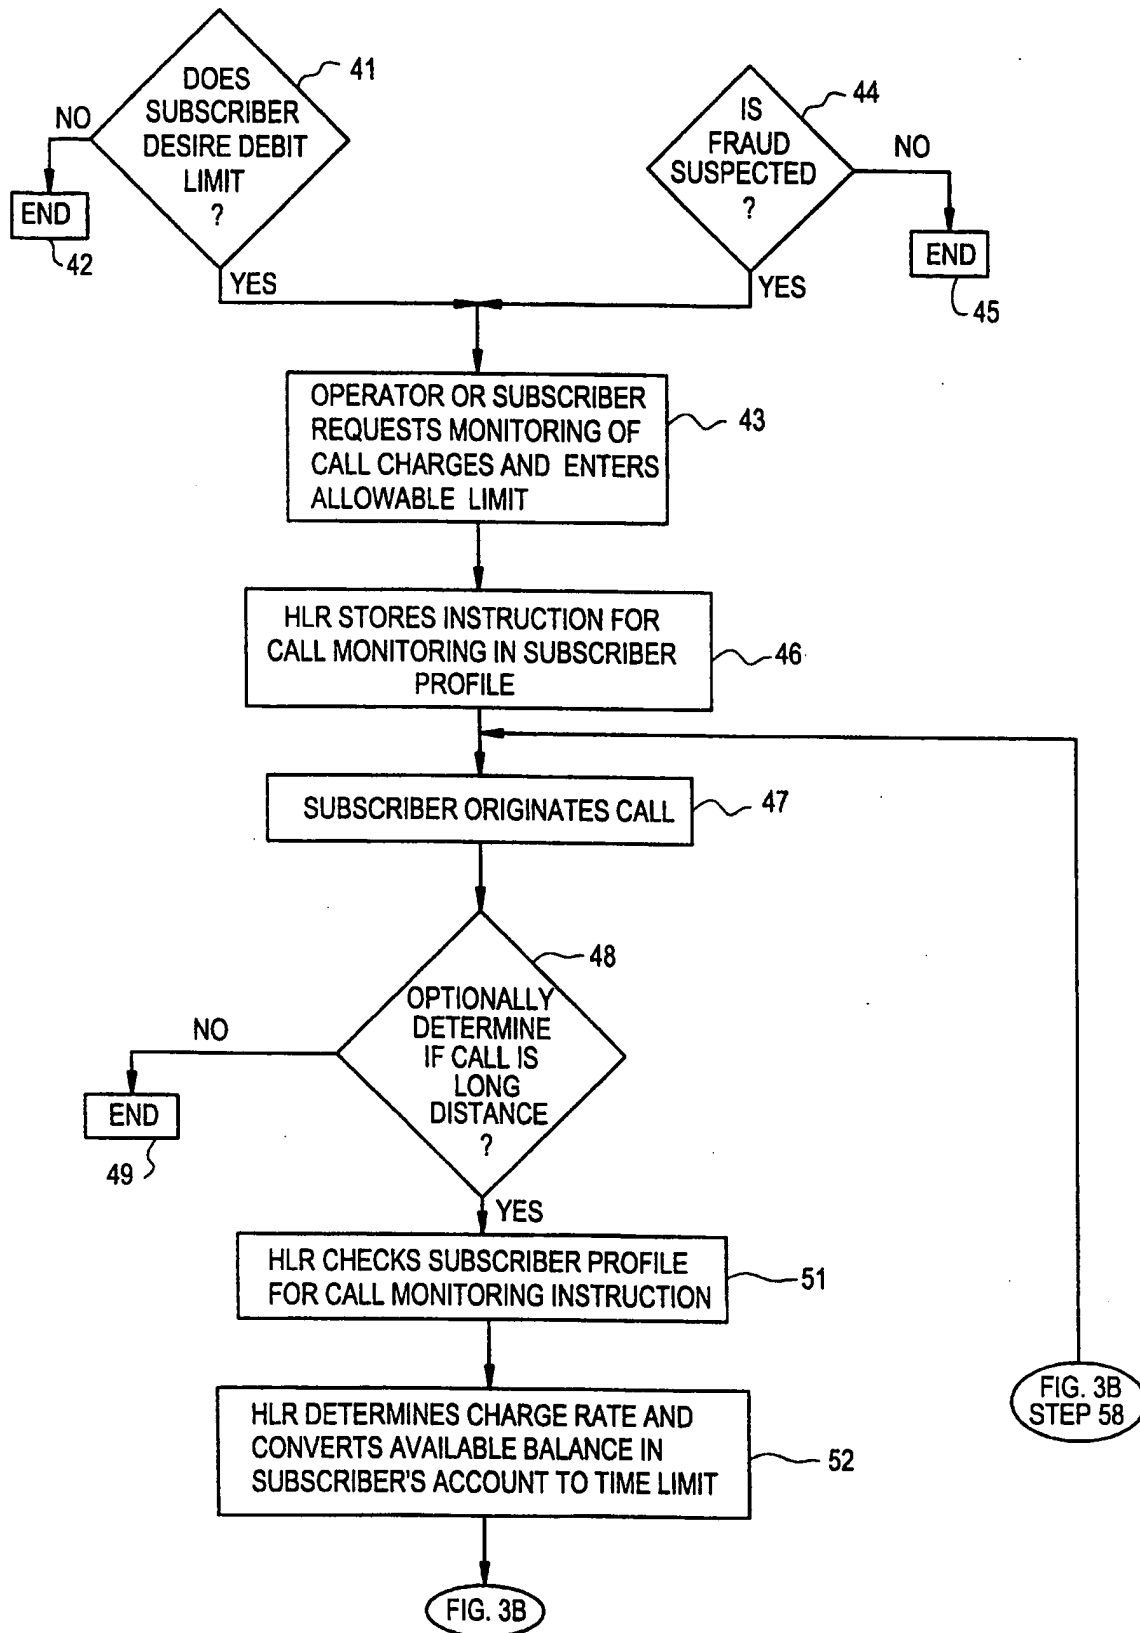 DOES
SUBSCRIBER
DESIRE DEBIT
LIMIT
?
41
NO
END
42
YES
IS
FRAUD
SUSPECTED
?
44
NO
END
45
YES
OPERATOR OR SUBSCRIBER
REQUESTS MONITORING OF
CALL CHARGES AND ENTERS
ALLOWABLE LIMIT
43
HLR STORES INSTRUCTION FOR
CALL MONITORING IN SUBSCRIBER
PROFILE
46
SUBSCRIBER ORIGINATES CALL
47
OPTIONALLY
DETERMINE
IF CALL IS
LONG
DISTANCE
?
48
NO
END
49
YES
HLR CHECKS SUBSCRIBER PROFILE
FOR CALL MONITORING INSTRUCTION
51
HLR DETERMINES CHARGE RATE AND
CONVERTS AVAILABLE BALANCE IN
SUBSCRIBER'S ACCOUNT TO TIME LIMIT
52
FIG. 3B
STEP 58
FIG. 3B